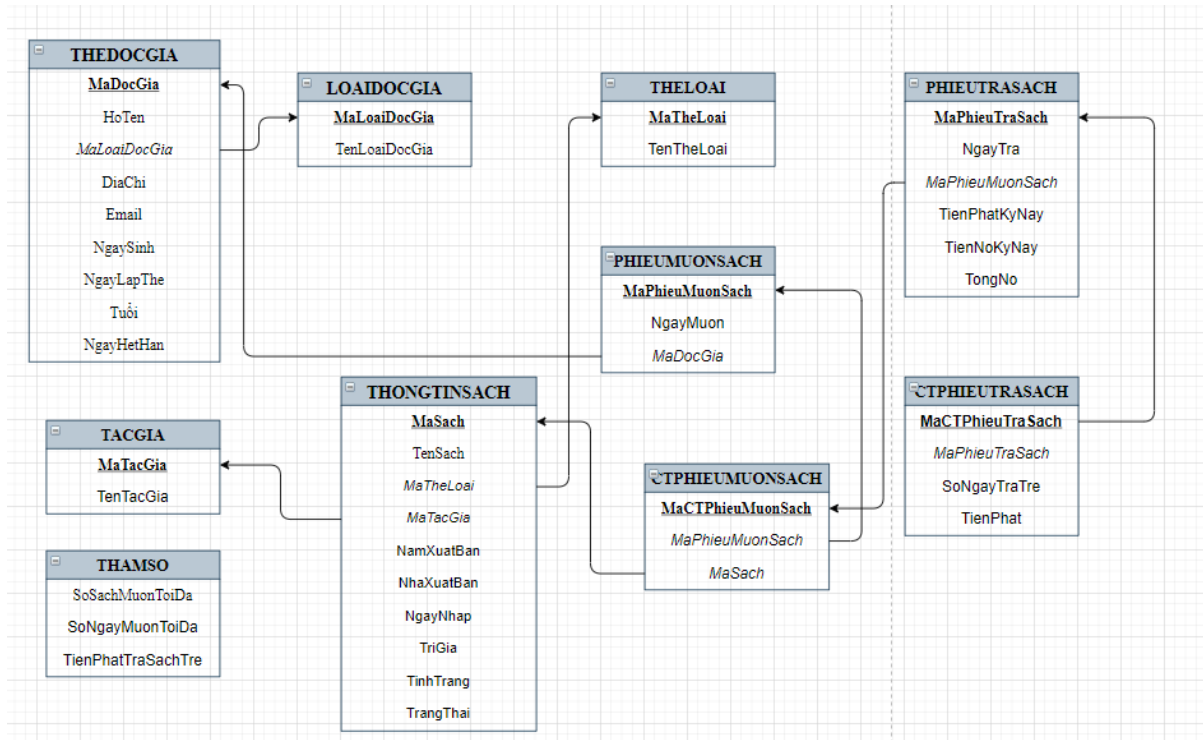 THEDOCGIA
MaDocGia
HoTen
MaLoaiDocGia
DiaChi
Email
NgaySinh
NgayLapThe
Tuổi
NgayHetHan
LOAIDOCGIA
MaLoaiDocGia
TenLoaiDocGia
THELOAI
MaTheLoai
TenTheLoai
PHIEUTRASACH
MaPhieuTraSach
NgayTra
MaPhieuMuonSach
TienPhatKyNay
TienNoKyNay
TongNo
PHIEUMUONSACH
MaPhieuMuonSach
NgayMuon
MaDocGia
THONGTINSACH
MaSach
TenSach
MaTheLoai
MaTacGia
NamXuatBan
NhaXuatBan
NgayNhap
TriGia
TinhTrang
TrangThai
CTPHIEUTRASACH
MaCTPhieuTraSach
MaPhieuTraSach
SoNgayTraTre
TienPhat
TACGIA
MaTacGia
TenTacGia
CTPHIEUMUONSACH
MaCTPhieuMuonSach
MaPhieuMuonSach
MaSach
THAMSO
SoSachMuonToiDa
SoNgayMuonToiDa
TienPhatTraSachTre